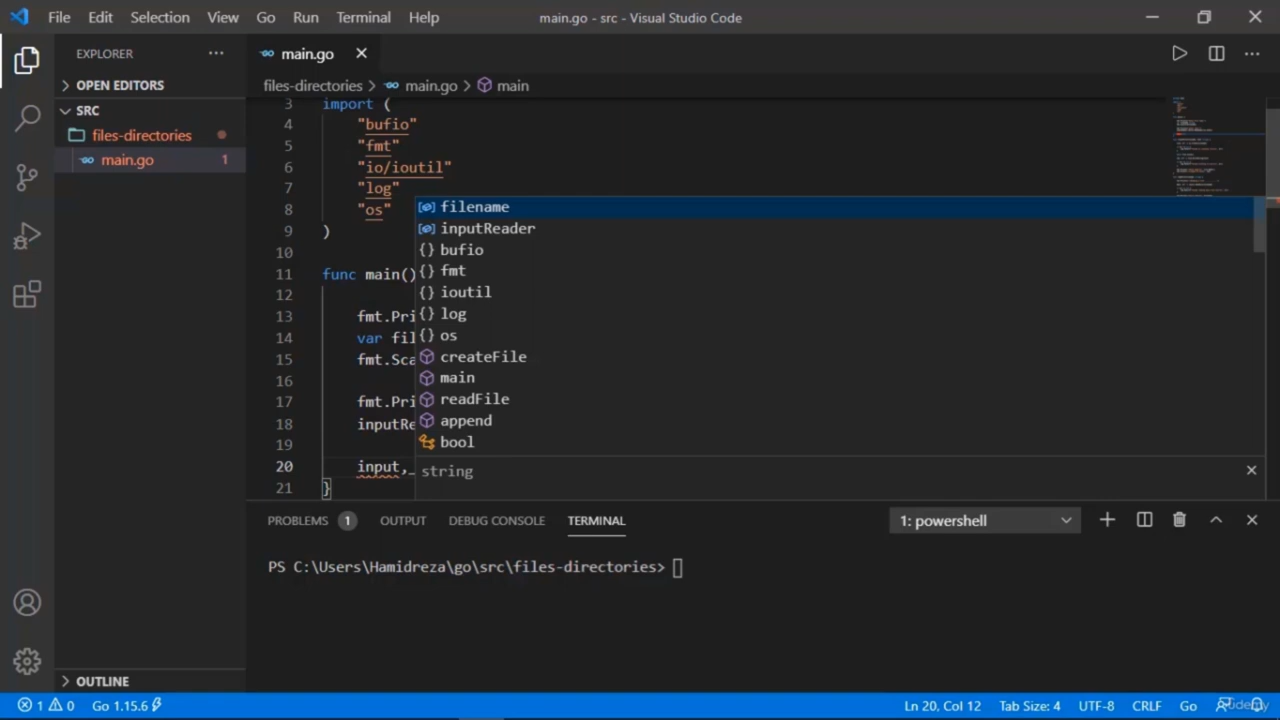 File Edit Selection View Go Run Terminal Help main.go - src - Visual Studio Code
EXPLORER
OPEN EDITORS
SRC
files-directories
main.go 1
OUTLINE
main.go
files-directories > main.go > main
3 import (
4 "bufio"
5 "fmt"
6 "io/ioutil"
7 "log"
8 "os"
9 )
10
11 func main()
12
13 fmt.Pri
14 var fil
15 fmt.Sca
16
17 fmt.Pri
18 inputRe
19
20 input,_
21 }
filename
inputReader
{} bufio
{} fmt
{} ioutil
{} log
{} os
createFile
main
readFile
append
bool
string
PROBLEMS 1 OUTPUT DEBUG CONSOLE TERMINAL 1: powershell
PS C:\Users\Hamidreza\go\src\files-directories>
1 0 Go 1.15.6 Ln 20, Col 12 Tab Size: 4 UTF-8 CRLF Go
Udemy